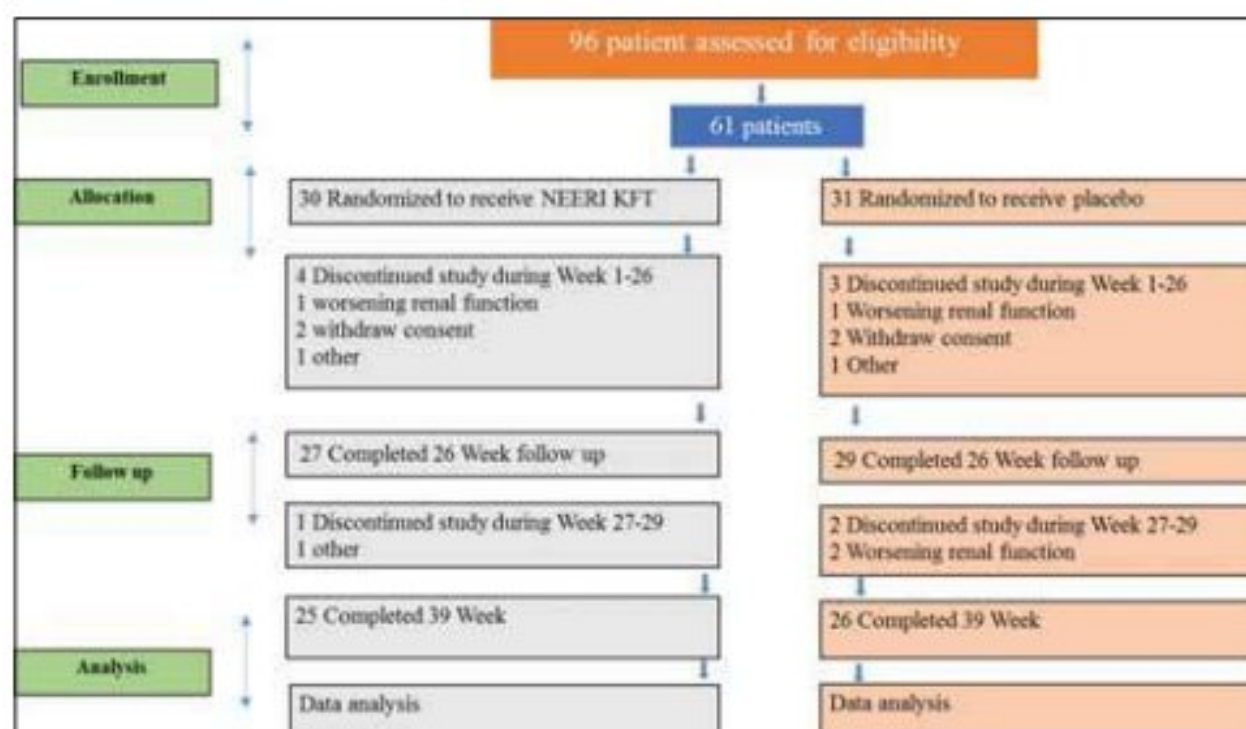 96 patient assessed for eligibility
Enrollment
61 patients
Allocation
30 Randomized to receive NEERI KFT
31 Randomized to receive placebo
4 Discontinued study during Week 1-26
1 worsening renal function
2 withdraw consent
1 other
3 Discontinued study during Week 1-26
1 Worsening renal function
2 Withdraw consent
1 Other
Follow up
27 Completed 26 Week follow up
29 Completed 26 Week follow up
1 Discontinued study during Week 27-29
1 other
2 Discontinued study during Week 27-29
2 Worsening renal function
25 Completed 39 Week
26 Completed 39 Week
Analysis
Data analysis
Data analysis